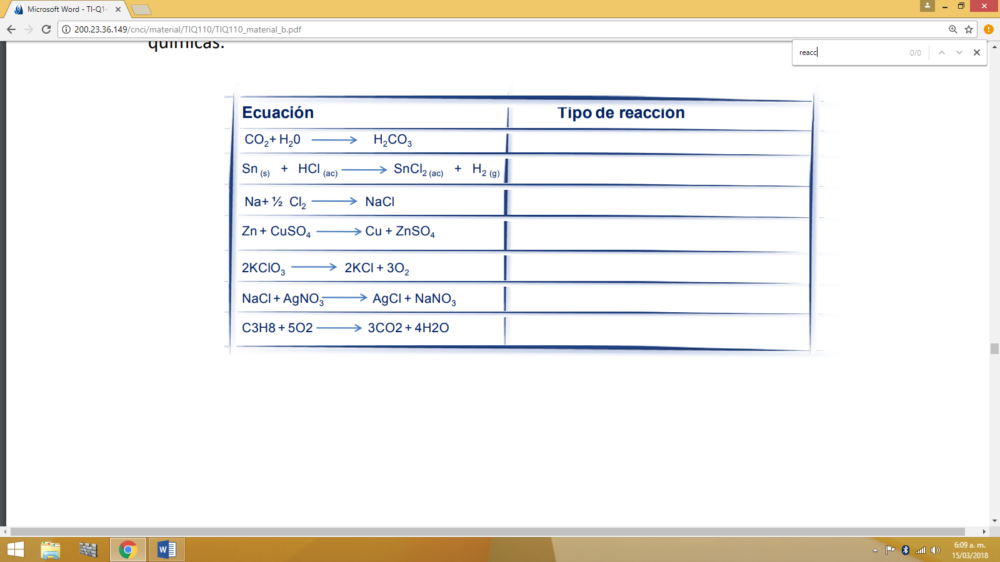 Microsoft Word - TI-Q1-
200.23.36.149/cnci/material/TIQ110/TIQ110_material_b.pdf
químicas.
reacc 0/0
Ecuación Tipo de reacción
CO₂+ H₂0 → H₂CO₃
Sn (s) + HCl (ac) → SnCl₂ (ac) + H₂ (g)
Na+ ½ Cl₂ → NaCl
Zn + CuSO₄ → Cu + ZnSO₄
2KClO₃ → 2KCl + 3O₂
NaCl + AgNO₃ → AgCl + NaNO₃
C3H8 + 5O2 → 3CO2 + 4H2O
6:09 a. m.
15/03/2018